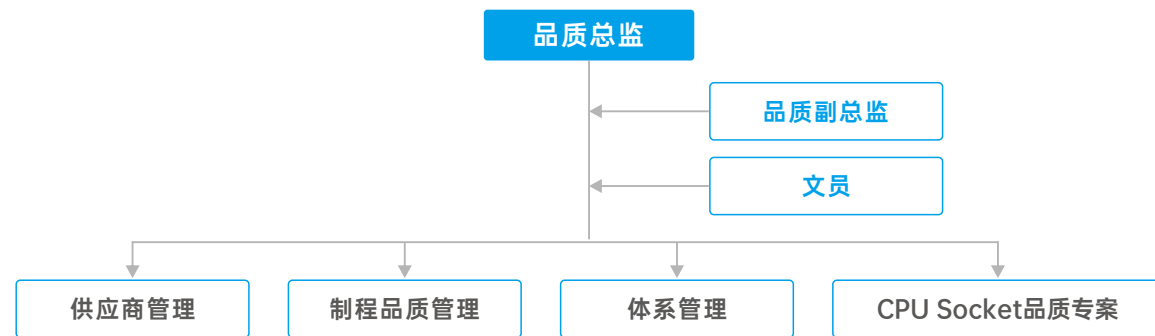 品质总监
品质副总监
文员
供应商管理
制程品质管理
体系管理
CPU Socket品质专案